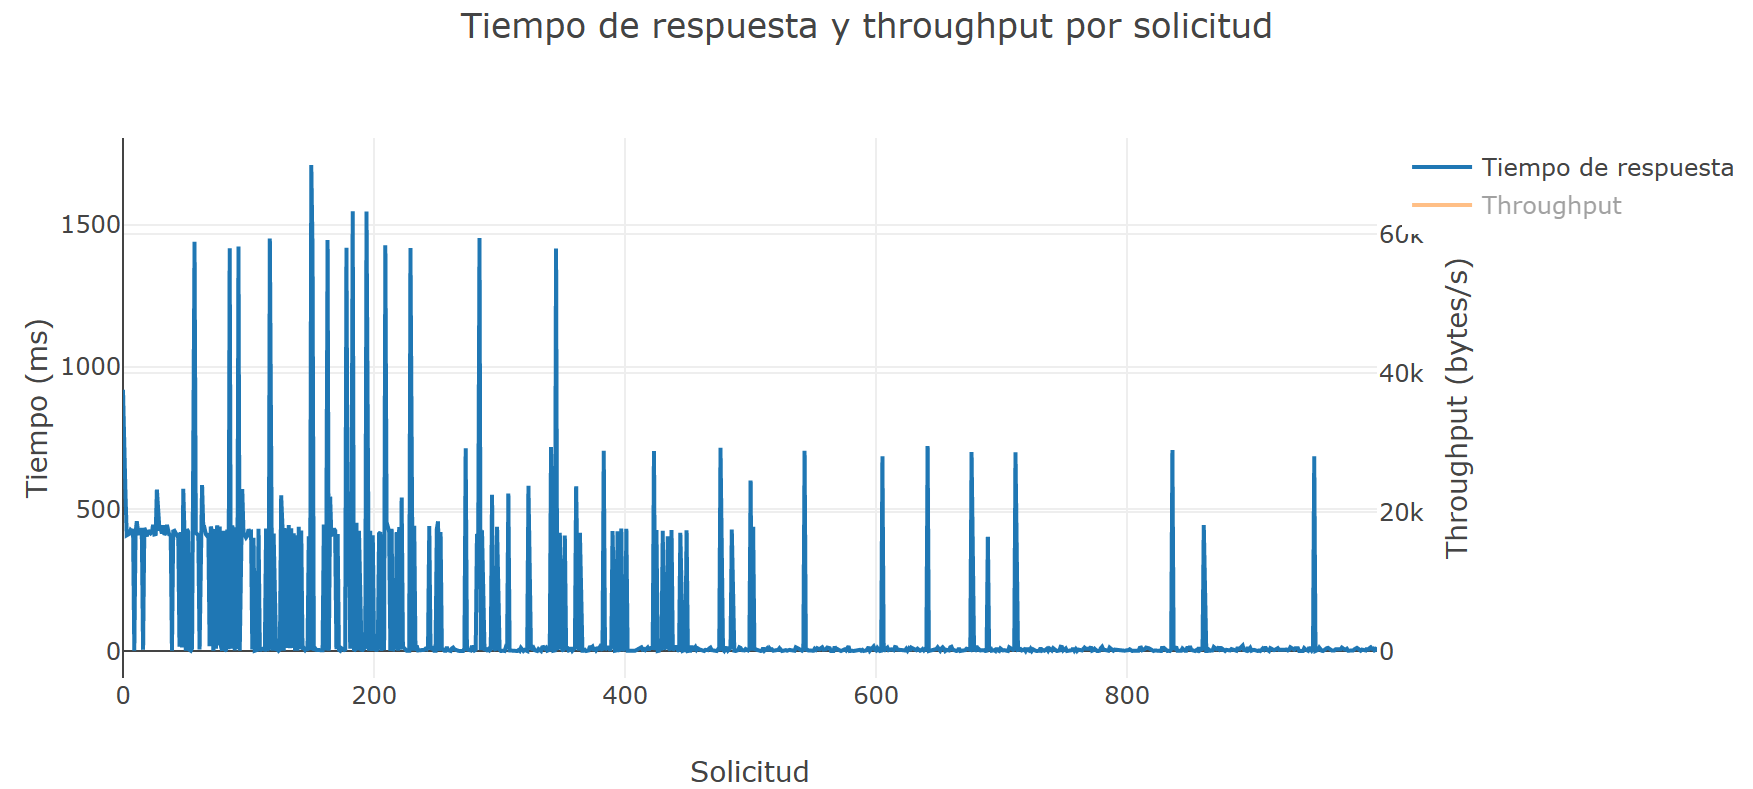 Tiempo de respuesta y throughput por solicitud
Tiempo de respuesta
Throughput
Tiempo (ms)
1500
1000
500
0
60k
40k
20k
0
Throughput (bytes/s)
0
200
400
600
800
Solicitud